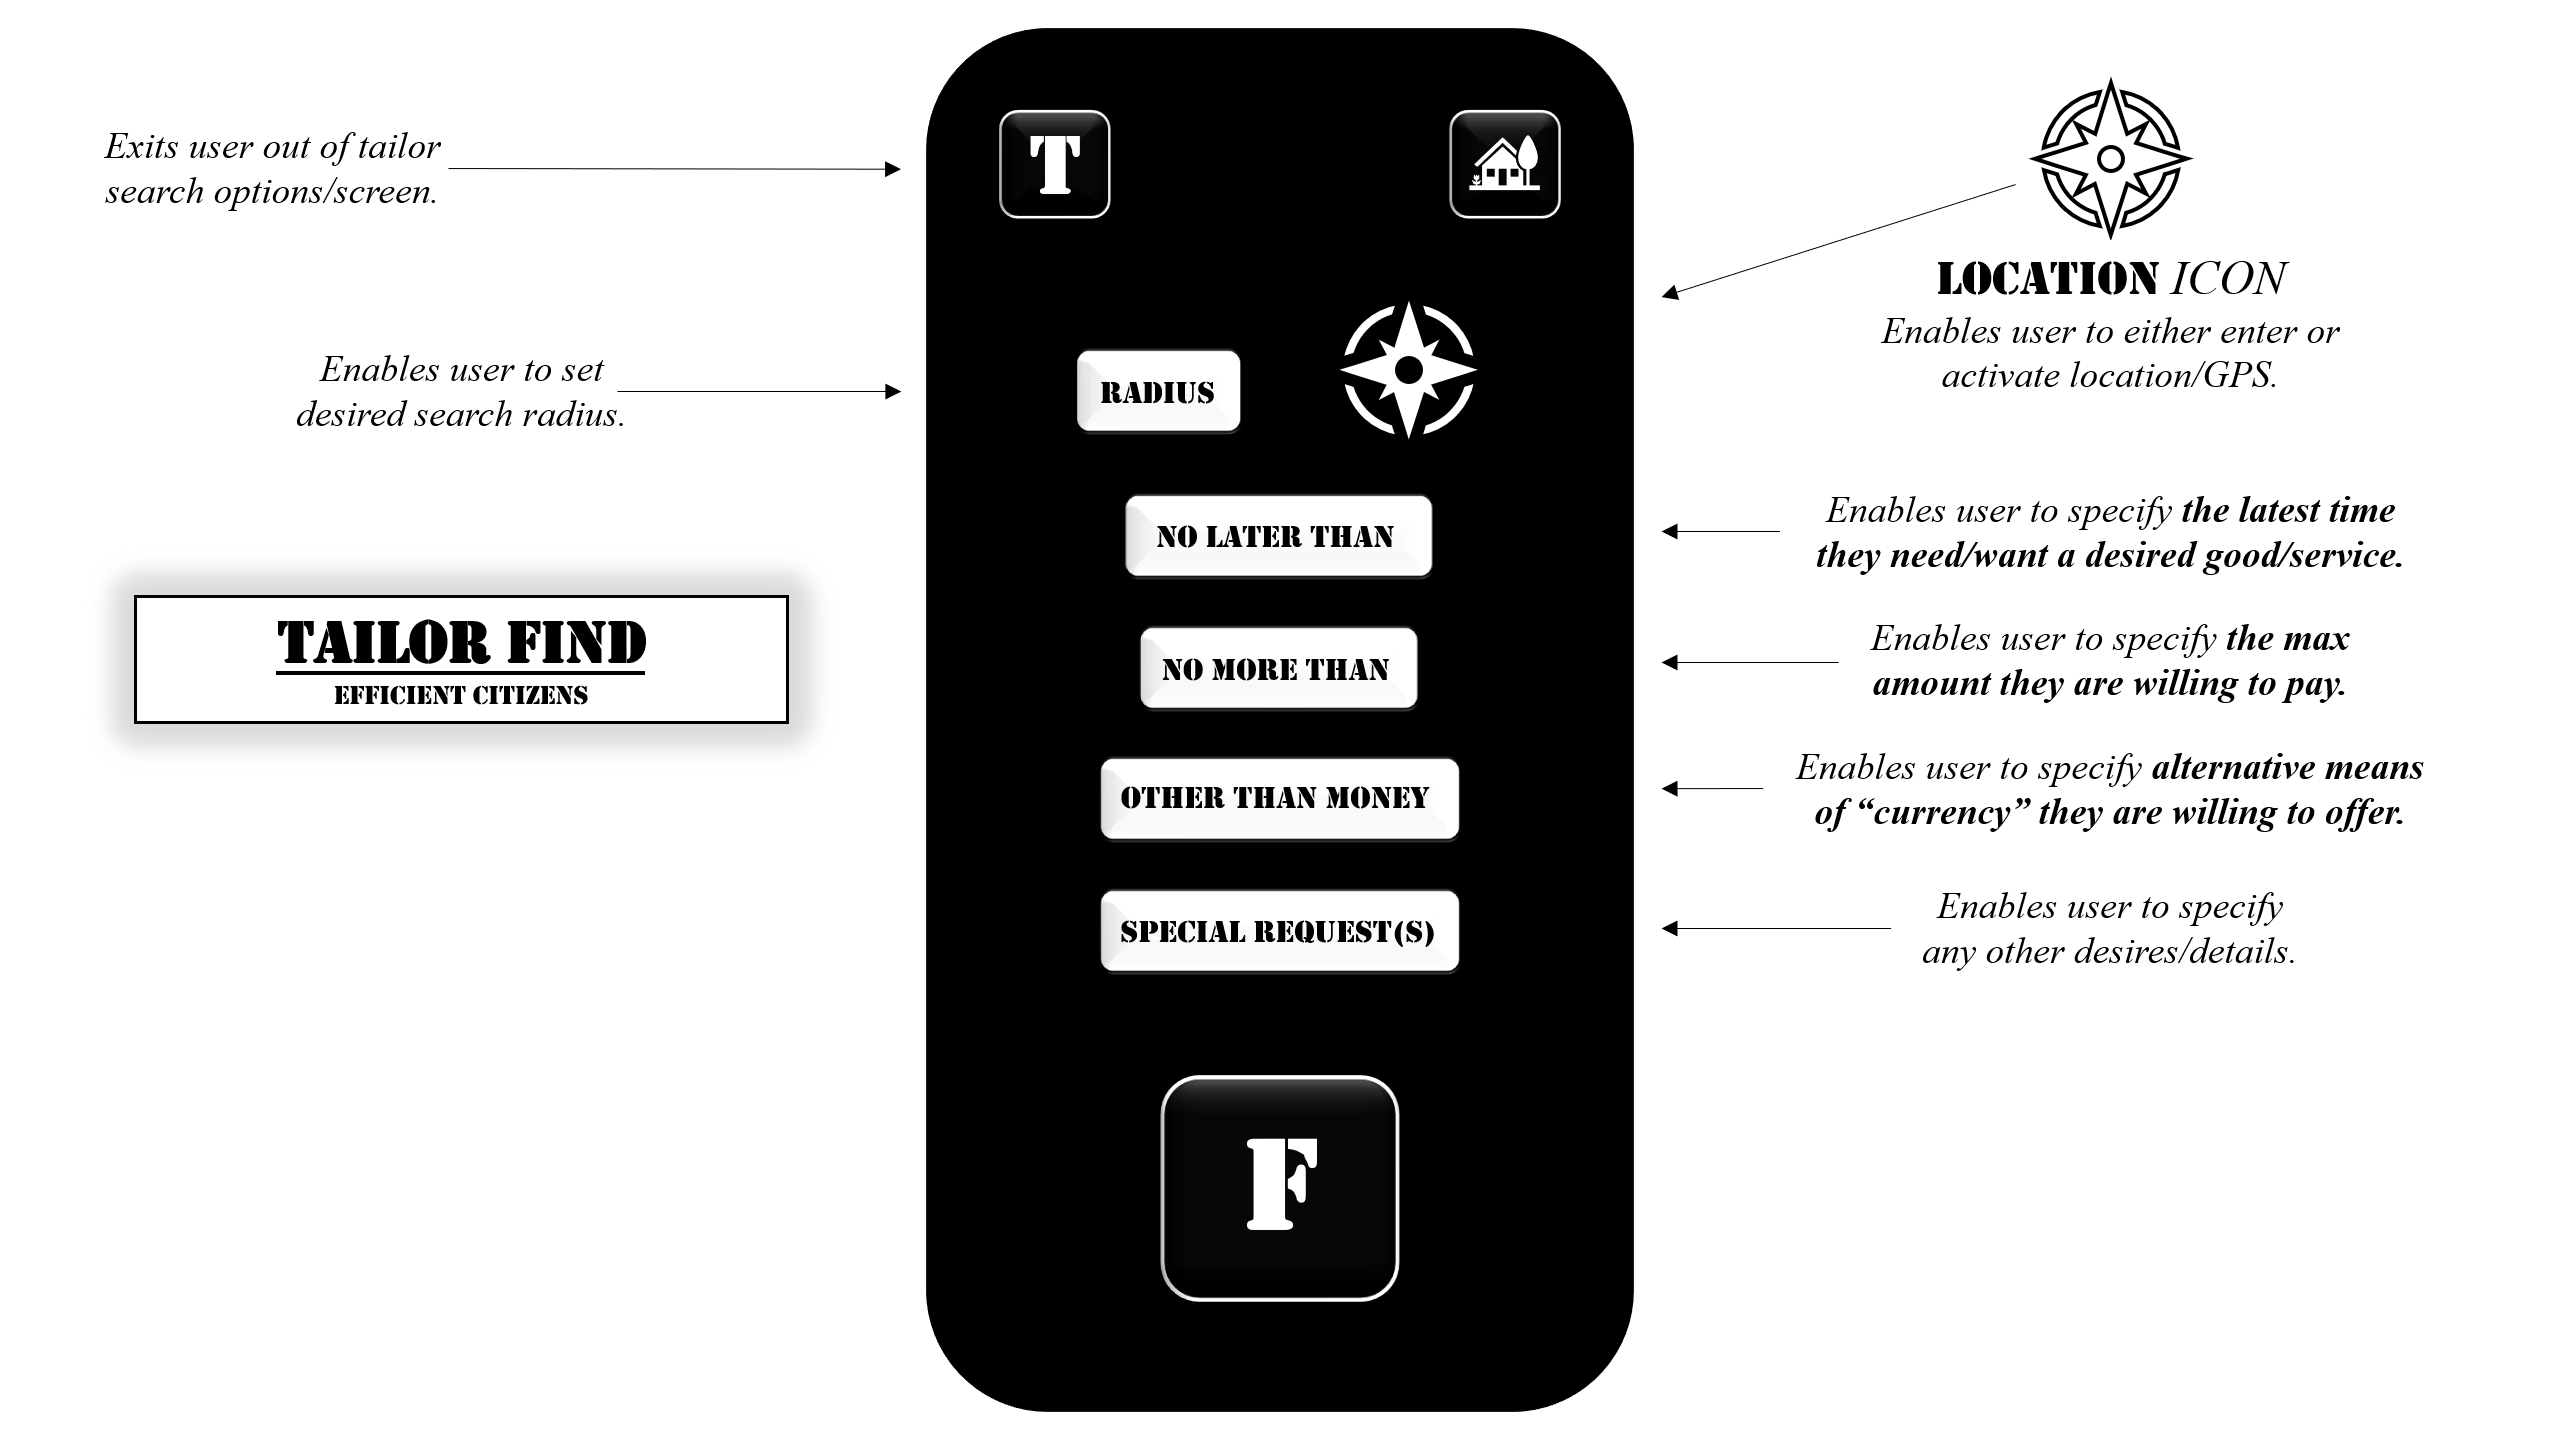 Exits user out of tailor
search options/screen.
Enables user to set
desired search radius.
TAILOR FIND
EFFICIENT CITIZENS
T
RADIUS
NO LATER THAN
NO MORE THAN
OTHER THAN MONEY
SPECIAL REQUEST(S)
F
LOCATION ICON
Enables user to either enter or
activate location/GPS.
Enables user to specify the latest time
they need/want a desired good/service.
Enables user to specify the max
amount they are willing to pay.
Enables user to specify alternative means
of “currency” they are willing to offer.
Enables user to specify
any other desires/details.